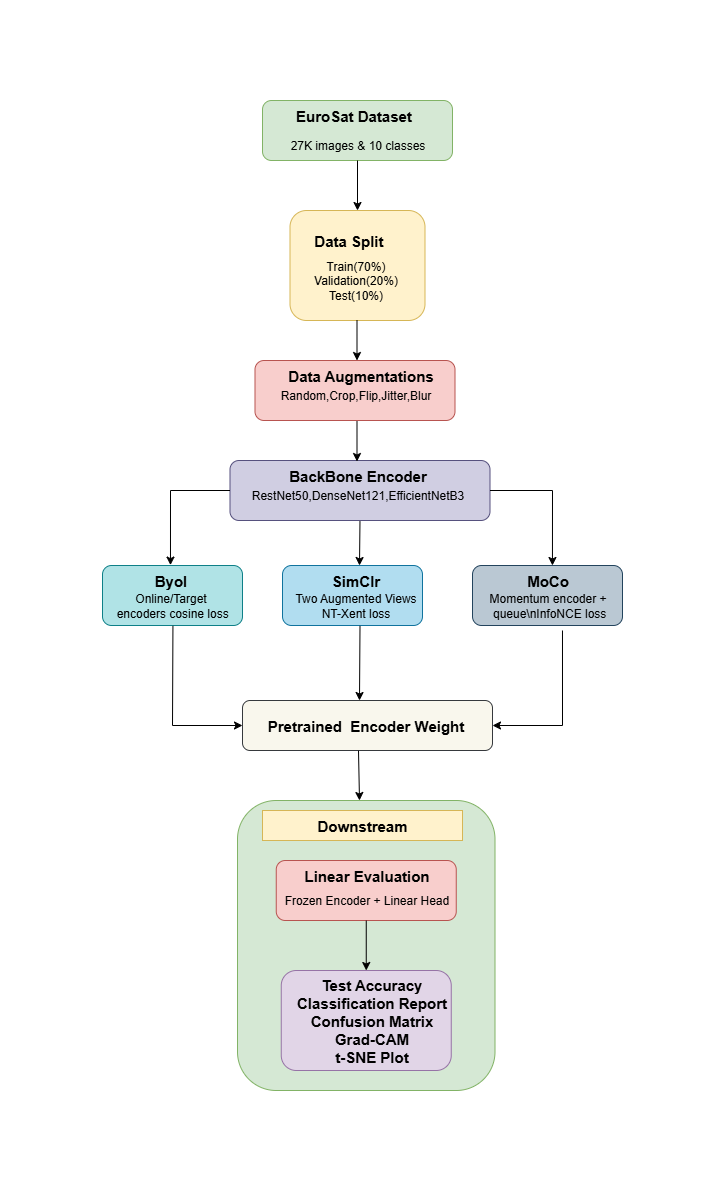 EuroSat Dataset
27K images & 10 classes
Data Split
Train(70%)
Validation(20%)
Test(10%)
Data Augmentations
Random,Crop,Flip,Jitter,Blur
BackBone Encoder
RestNet50,DenseNet121,EfficientNetB3
Byol
Online/Target
encoders cosine loss
SimClr
Two Augmented Views
NT-Xent loss
MoCo
Momentum encoder +
queue\nInfoNCE loss
Pretrained  Encoder Weight
Downstream
Linear Evaluation
Frozen Encoder + Linear Head
Test Accuracy
Classification Report
Confusion Matrix
Grad-CAM
t-SNE Plot